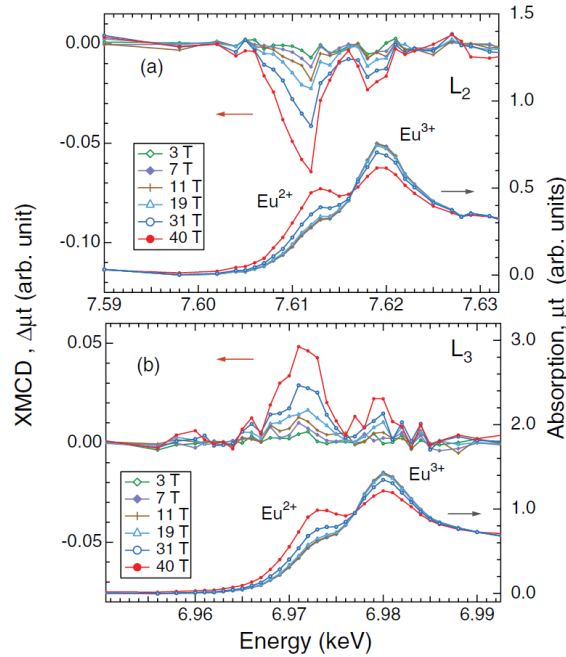 0.00
-0.05
-0.10
XMCD , Δμt (arb. unit)
(a)
L2
Eu3+
Eu2+
3 T
7 T
11 T
19 T
31 T
40 T
1.5
1.0
0.5
0.0
Absorption, μt (arb. units)
7.59 7.60 7.61 7.62 7.63
0.05
0.00
-0.05
(b)
L3
Eu3+
Eu2+
3 T
7 T
11 T
19 T
31 T
40 T
3.0
2.0
1.0
0.0
6.96 6.97 6.98 6.99
Energy (keV)